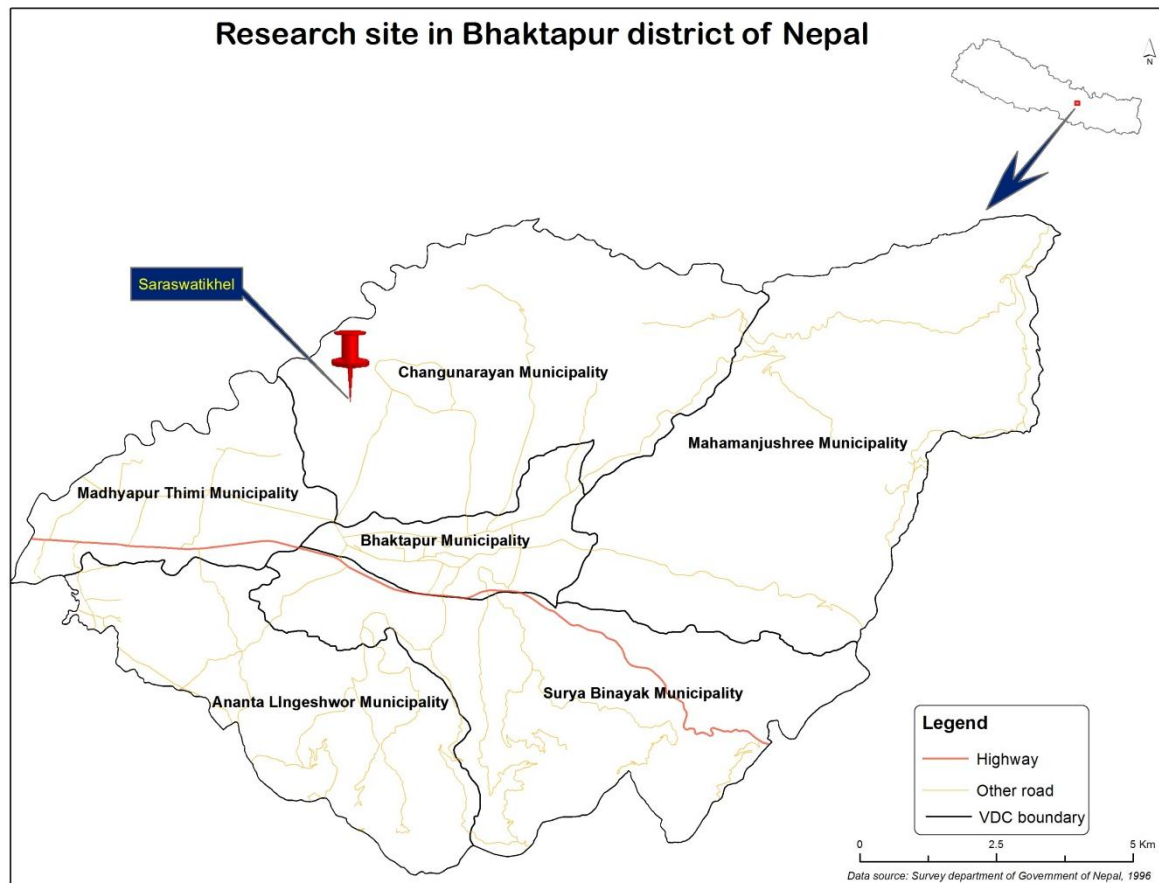 Research site in Bhaktapur district of Nepal
N
Saraswatikhel
Changunarayan Municipality
Mahamanjushree Municipality
Madhyapur Thimi Municipality
Bhaktapur Municipality
Surya Binayak Municipality
Ananta LIngeshwor Municipality
Legend
Highway
Other road
VDC boundary
0 2.5 5 Km
Data source: Survey department of Government of Nepal, 1996